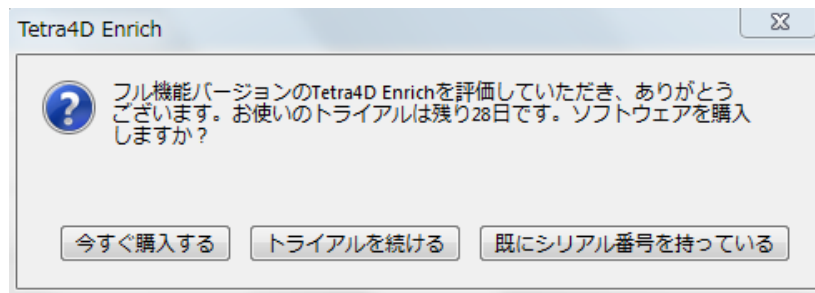 Tetra4D Enrich
フル機能バージョンのTetra4D Enrichを評価していただき、ありがとう
ございます。お使いのトライアルは残り28日です。ソフトウェアを購入
しますか？
今すぐ購入する
トライアルを続ける
既にシリアル番号を持っている